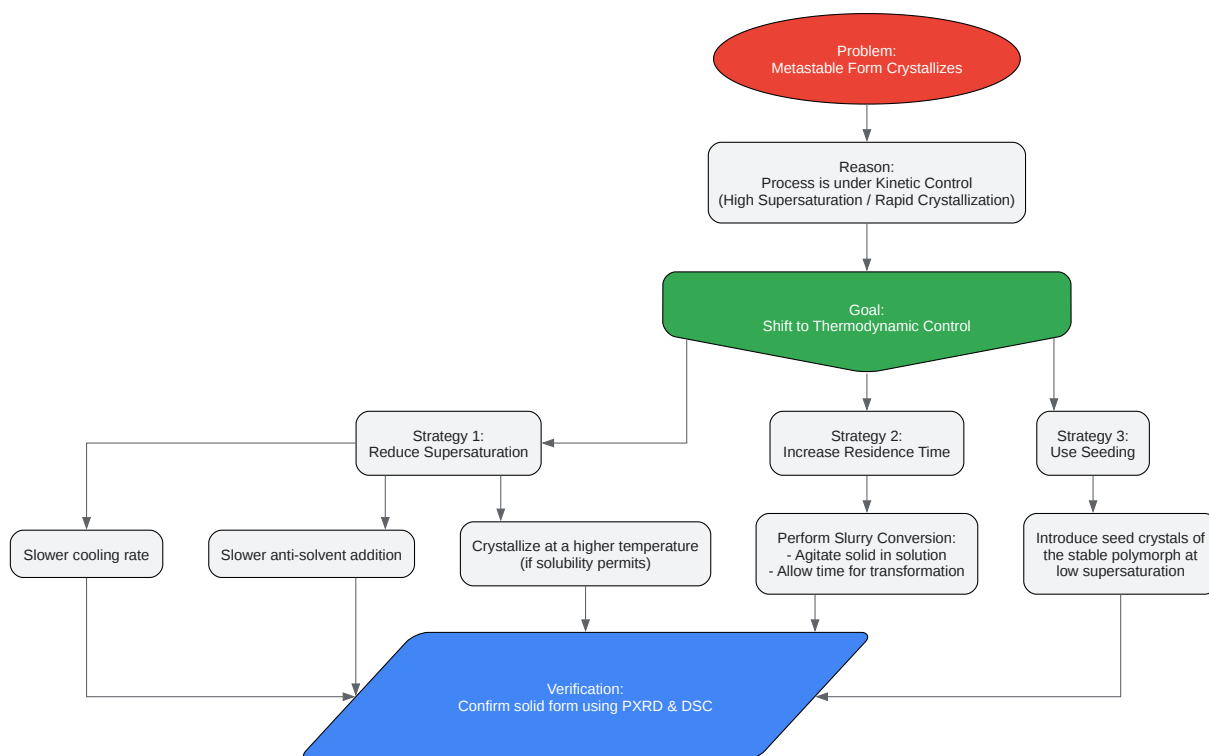 Problem:
Metastable Form Crystallizes
Reason:
Process is under Kinetic Control
(High Supersaturation / Rapid Crystallization)
Goal:
Shift to Thermodynamic Control
Strategy 1:
Reduce Supersaturation
Strategy 2:
Increase Residence Time
Strategy 3:
Use Seeding
Slower cooling rate
Slower anti-solvent addition
Crystallize at a higher temperature
(if solubility permits)
Perform Slurry Conversion:
- Agitate solid in solution
- Allow time for transformation
Introduce seed crystals of
the stable polymorph at
low supersaturation
Verification:
Confirm solid form using PXRD & DSC